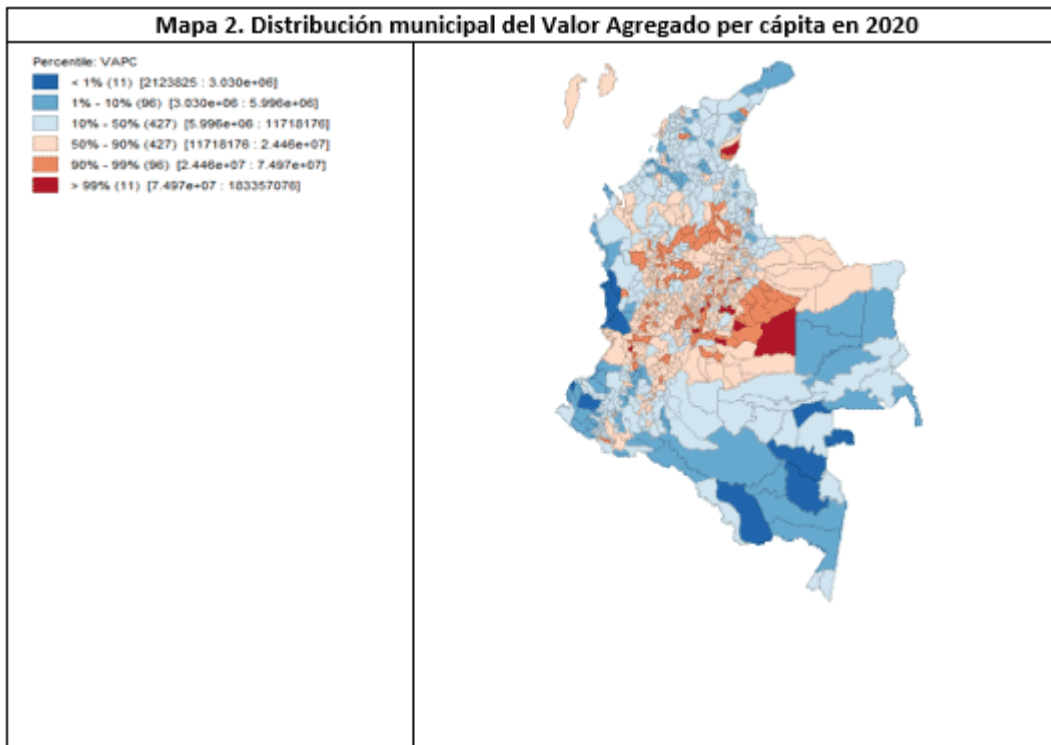 Mapa 2. Distribución municipal del Valor Agregado per cápita en 2020
Percentile: VAPC
< 1% (11) [2123825 : 3.030e+06]
1% - 10% (96) [3.030e+06 : 5.996e+06]
10% - 50% (427) [5.996e+06 : 11718176]
50% - 90% (427) [11718176 : 2.446e+07]
90% - 99% (96) [2.446e+07 : 7.497e+07]
> 99% (11) [7.497e+07 : 183357076]